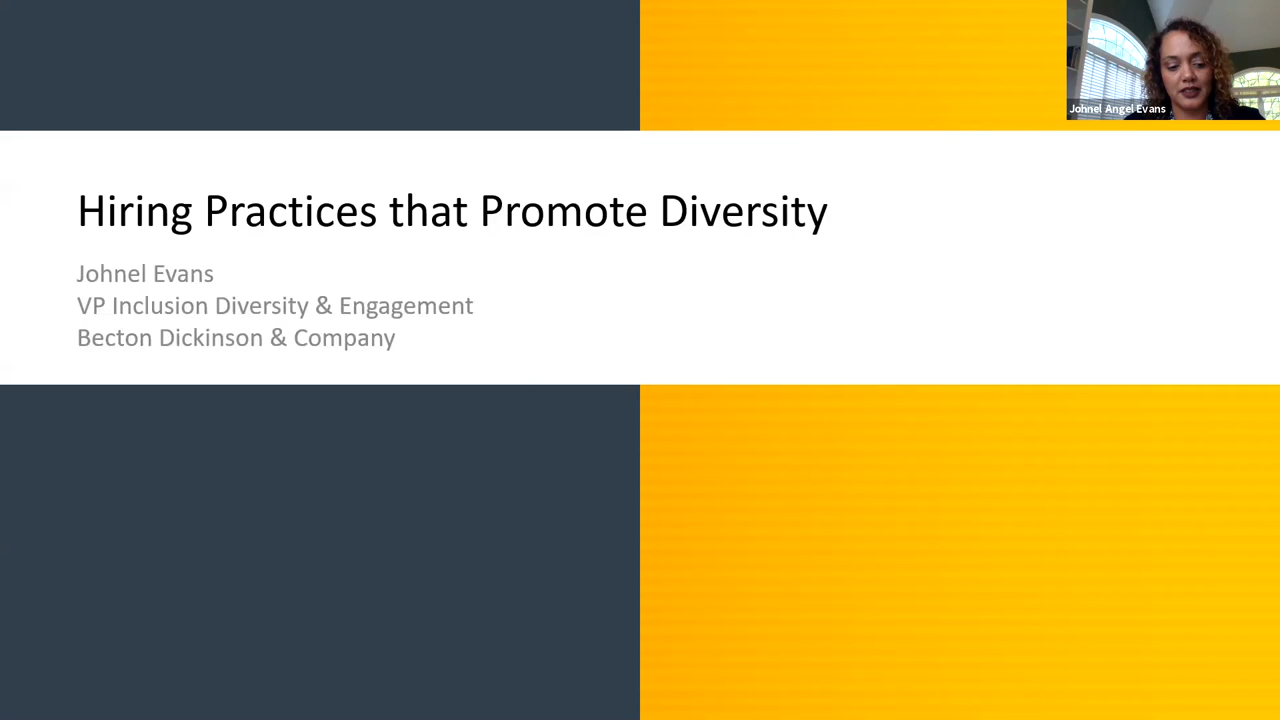 Johnel Angel Evans
Hiring Practices that Promote Diversity
Johnel Evans
VP Inclusion Diversity & Engagement
Becton Dickinson & Company